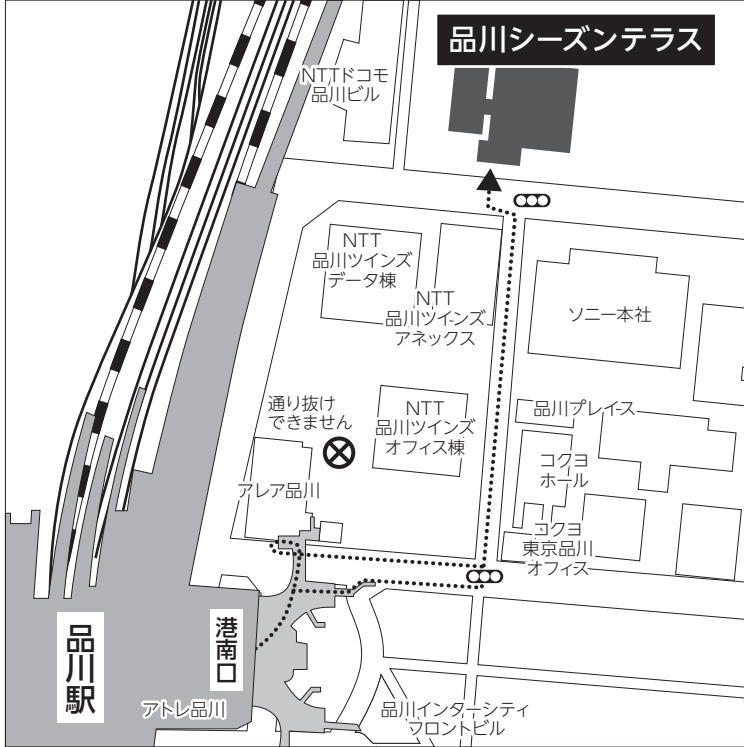 品川シーズンテラス
NTTドコモ
品川ビル
NTT
品川ツインズ
データ棟
NTT
品川ツインズ
アネックス
ソニー本社
通り抜け
できません
NTT
品川ツインズ
オフィス棟
品川プレイス
コクヨ
ホール
アレア品川
コクヨ
東京品川
オフィス
品川駅
港南口
アトレ品川
品川インターシティ
フロントビル